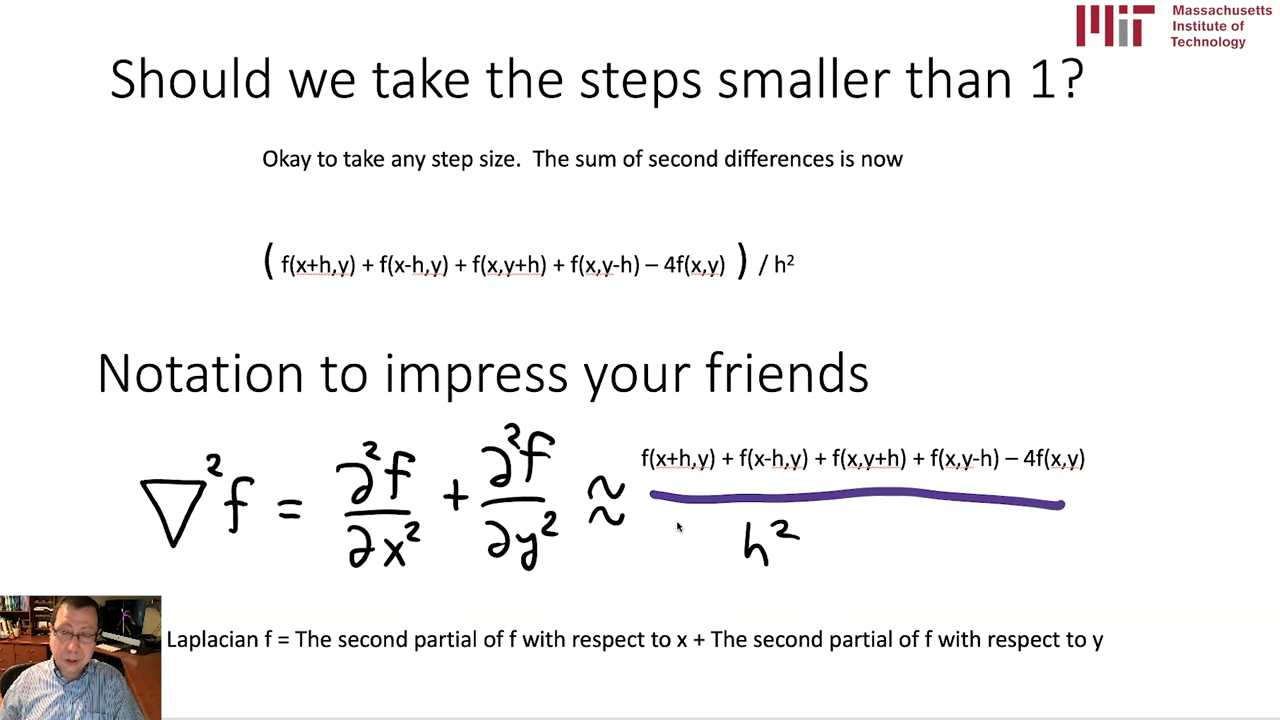 Massachusetts
Institute of
Technology
MIT
Should we take the steps smaller than 1?
Okay to take any step size. The sum of second differences is now
( f(x+h,y) + f(x-h,y) + f(x,y+h) + f(x,y-h) – 4f(x,y) ) / h²
Notation to impress your friends
∇²f = ∂²f/∂x² + ∂²f/∂y² ≈ f(x+h,y) + f(x-h,y) + f(x,y+h) + f(x,y-h) – 4f(x,y) / h²
Laplacian f = The second partial of f with respect to x + The second partial of f with respect to y